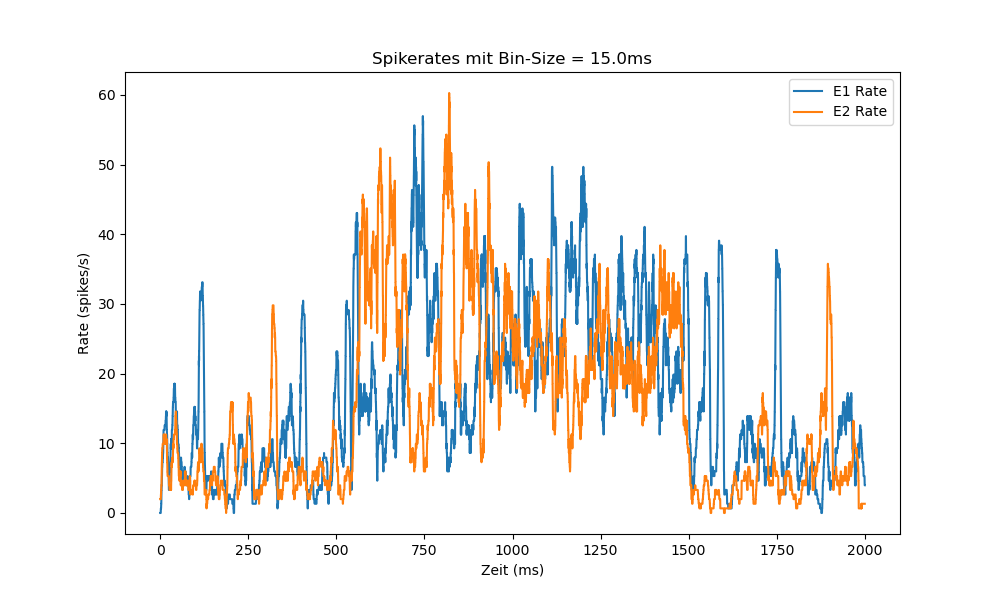 Spikerates mit Bin-Size = 15.0ms
E1 Rate
E2 Rate
Rate (spikes/s)
60
50
40
30
20
10
0
0 250 500 750 1000 1250 1500 1750 2000
Zeit (ms)